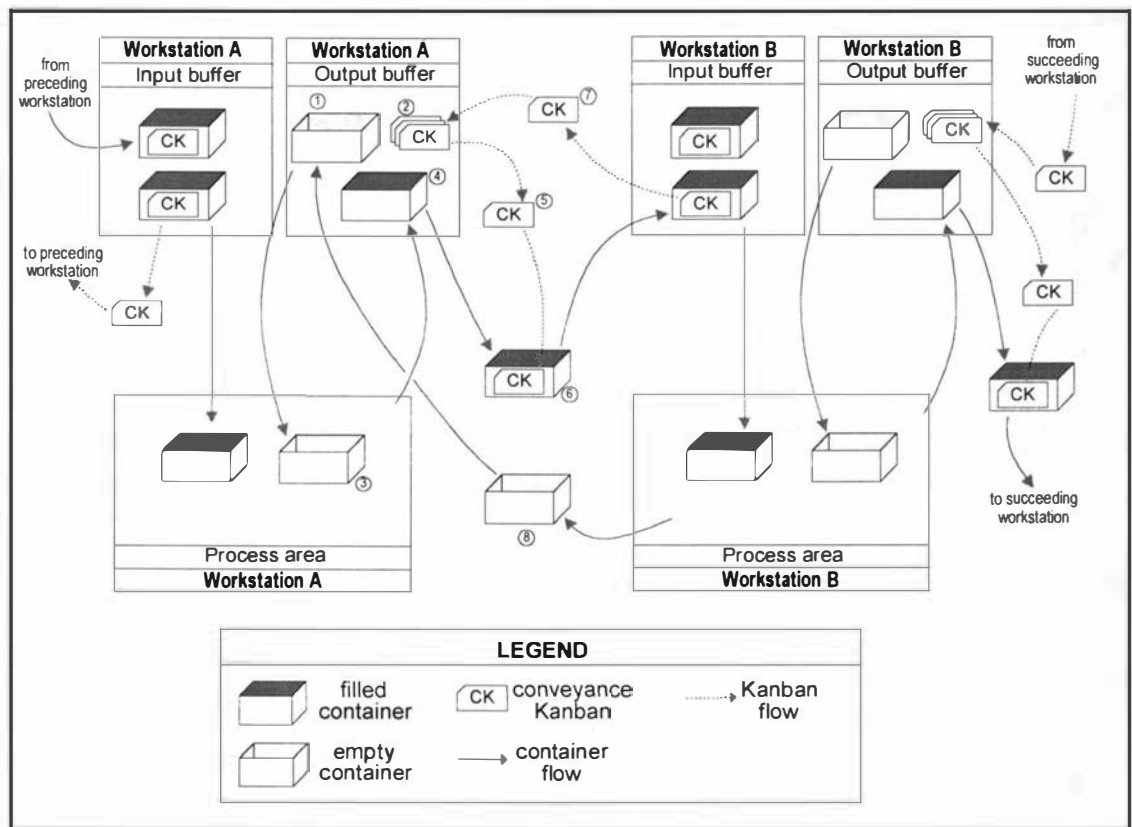 Workstation A
Input buffer
CK
CK
Workstation A
Output buffer
①
②
CK
④
CK
⑤
CK
⑦
Workstation B
Input buffer
CK
CK
Workstation B
Output buffer
CK
from
preceding
workstation
from
succeeding
workstation
CK
to preceding
workstation
CK
CK
CK
⑥
CK
③
⑧
to succeeding
workstation
Process area
Workstation A
Process area
Workstation B
LEGEND
filled
container
CK
conveyance
Kanban
Kanban
flow
empty
container
container
flow